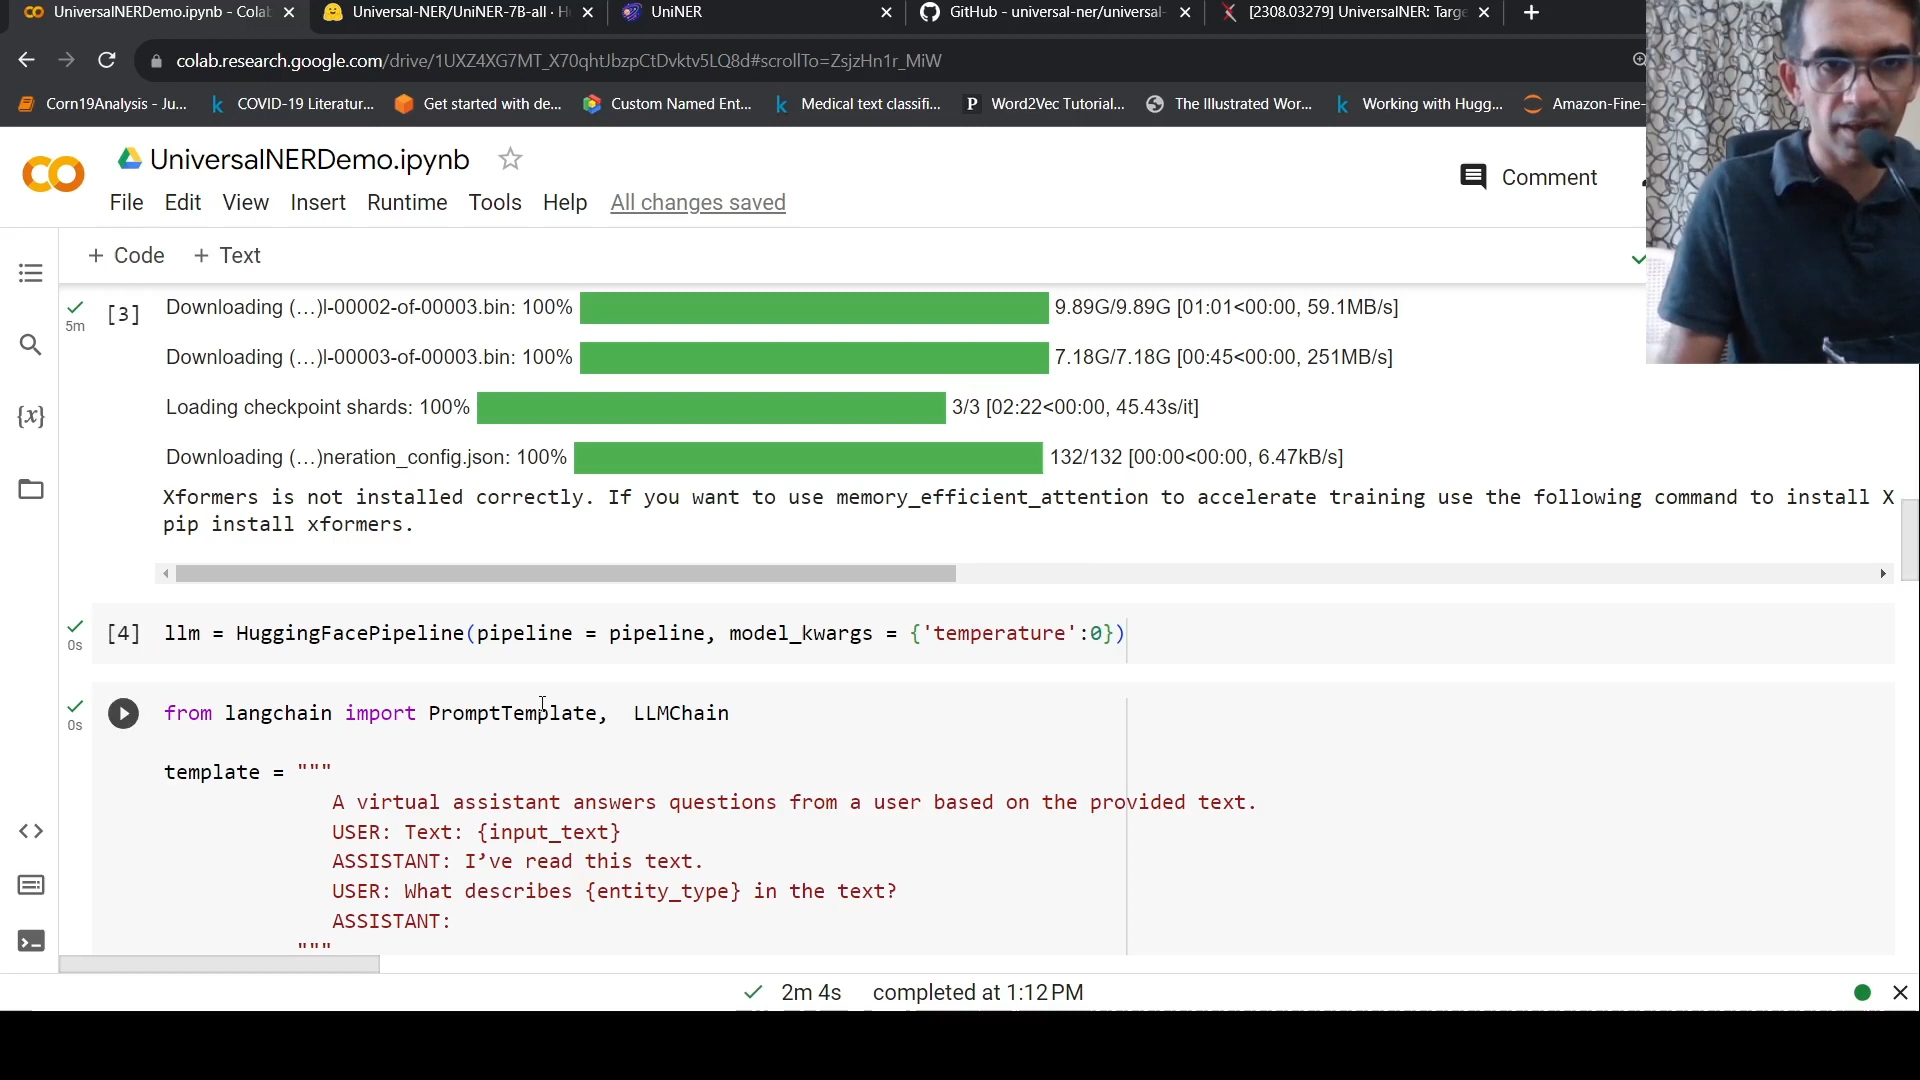 UniversalNERDemo.ipynb - Colab
Universal-NER/UniNER-7B-all · H
UniNER
GitHub - universal-ner/universal-
[2308.03279] UniversalNER: Targe
colab.research.google.com/drive/1UXZ4XG7MT_X70qhtJbzpCtDvktv5LQ8d#scrollTo=ZsjzHn1r_MiW
Corn19Analysis - Ju...
COVID-19 Literatur...
Get started with de...
Custom Named Ent...
Medical text classifi...
Word2Vec Tutorial...
The Illustrated Wor...
Working with Hugg...
Amazon-Fine-
UniversalNERDemo.ipynb
Comment
File Edit View Insert Runtime Tools Help All changes saved
+ Code + Text
[3] Downloading (…)l-00002-of-00003.bin: 100% 9.89G/9.89G [01:01<00:00, 59.1MB/s]
5m
Downloading (…)l-00003-of-00003.bin: 100% 7.18G/7.18G [00:45<00:00, 251MB/s]
Loading checkpoint shards: 100% 3/3 [02:22<00:00, 45.43s/it]
Downloading (…)neration_config.json: 100% 132/132 [00:00<00:00, 6.47kB/s]
Xformers is not installed correctly. If you want to use memory_efficient_attention to accelerate training use the following command to install X
pip install xformers.
[4] llm = HuggingFacePipeline(pipeline = pipeline, model_kwargs = {'temperature':0})
0s
from langchain import PromptTemplate, LLMChain
0s
template = """
A virtual assistant answers questions from a user based on the provided text.
USER: Text: {input_text}
ASSISTANT: I’ve read this text.
USER: What describes {entity_type} in the text?
ASSISTANT:
"""
2m 4s completed at 1:12 PM